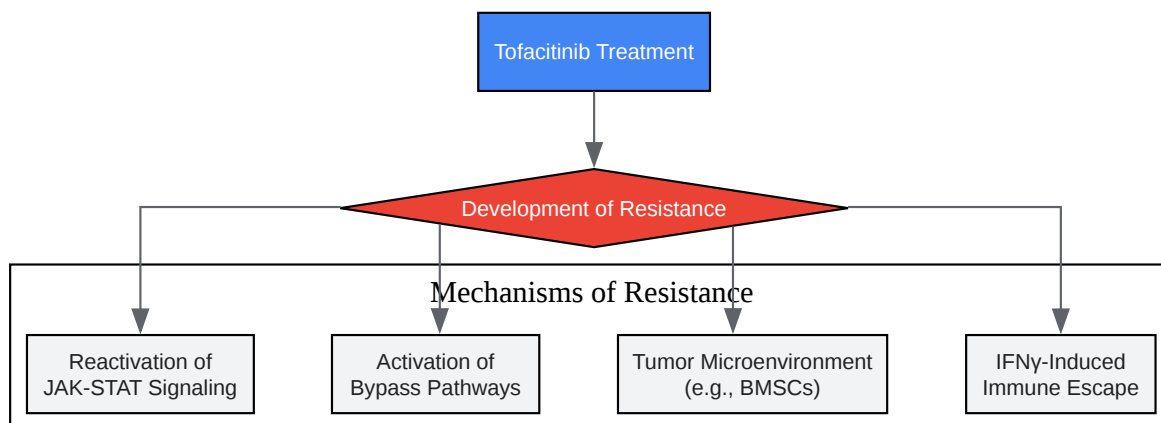 Tofacitinib Treatment
Development of Resistance
Mechanisms of Resistance
Reactivation of
JAK-STAT Signaling
Activation of
Bypass Pathways
Tumor Microenvironment
(e.g., BMSCs)
IFNγ-Induced
Immune Escape